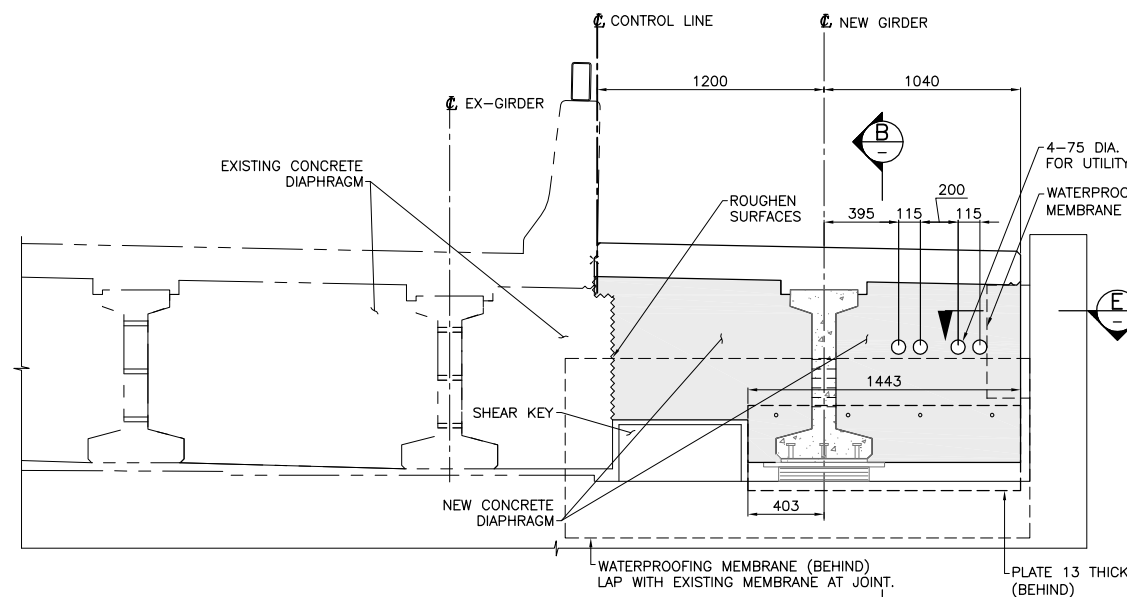 ℄ CONTROL LINE
℄ NEW GIRDER
1200
1040
℄ EX-GIRDER
B
-
4-75 DIA.
FOR UTILITY
EXISTING CONCRETE
DIAPHRAGM
ROUGHEN
SURFACES
200
WATERPROO
MEMBRANE
395
115
115
E
-
1443
SHEAR KEY
NEW CONCRETE
DIAPHRAGM
403
WATERPROOFING MEMBRANE (BEHIND)
LAP WITH EXISTING MEMBRANE AT JOINT.
PLATE 13 THICK
(BEHIND)